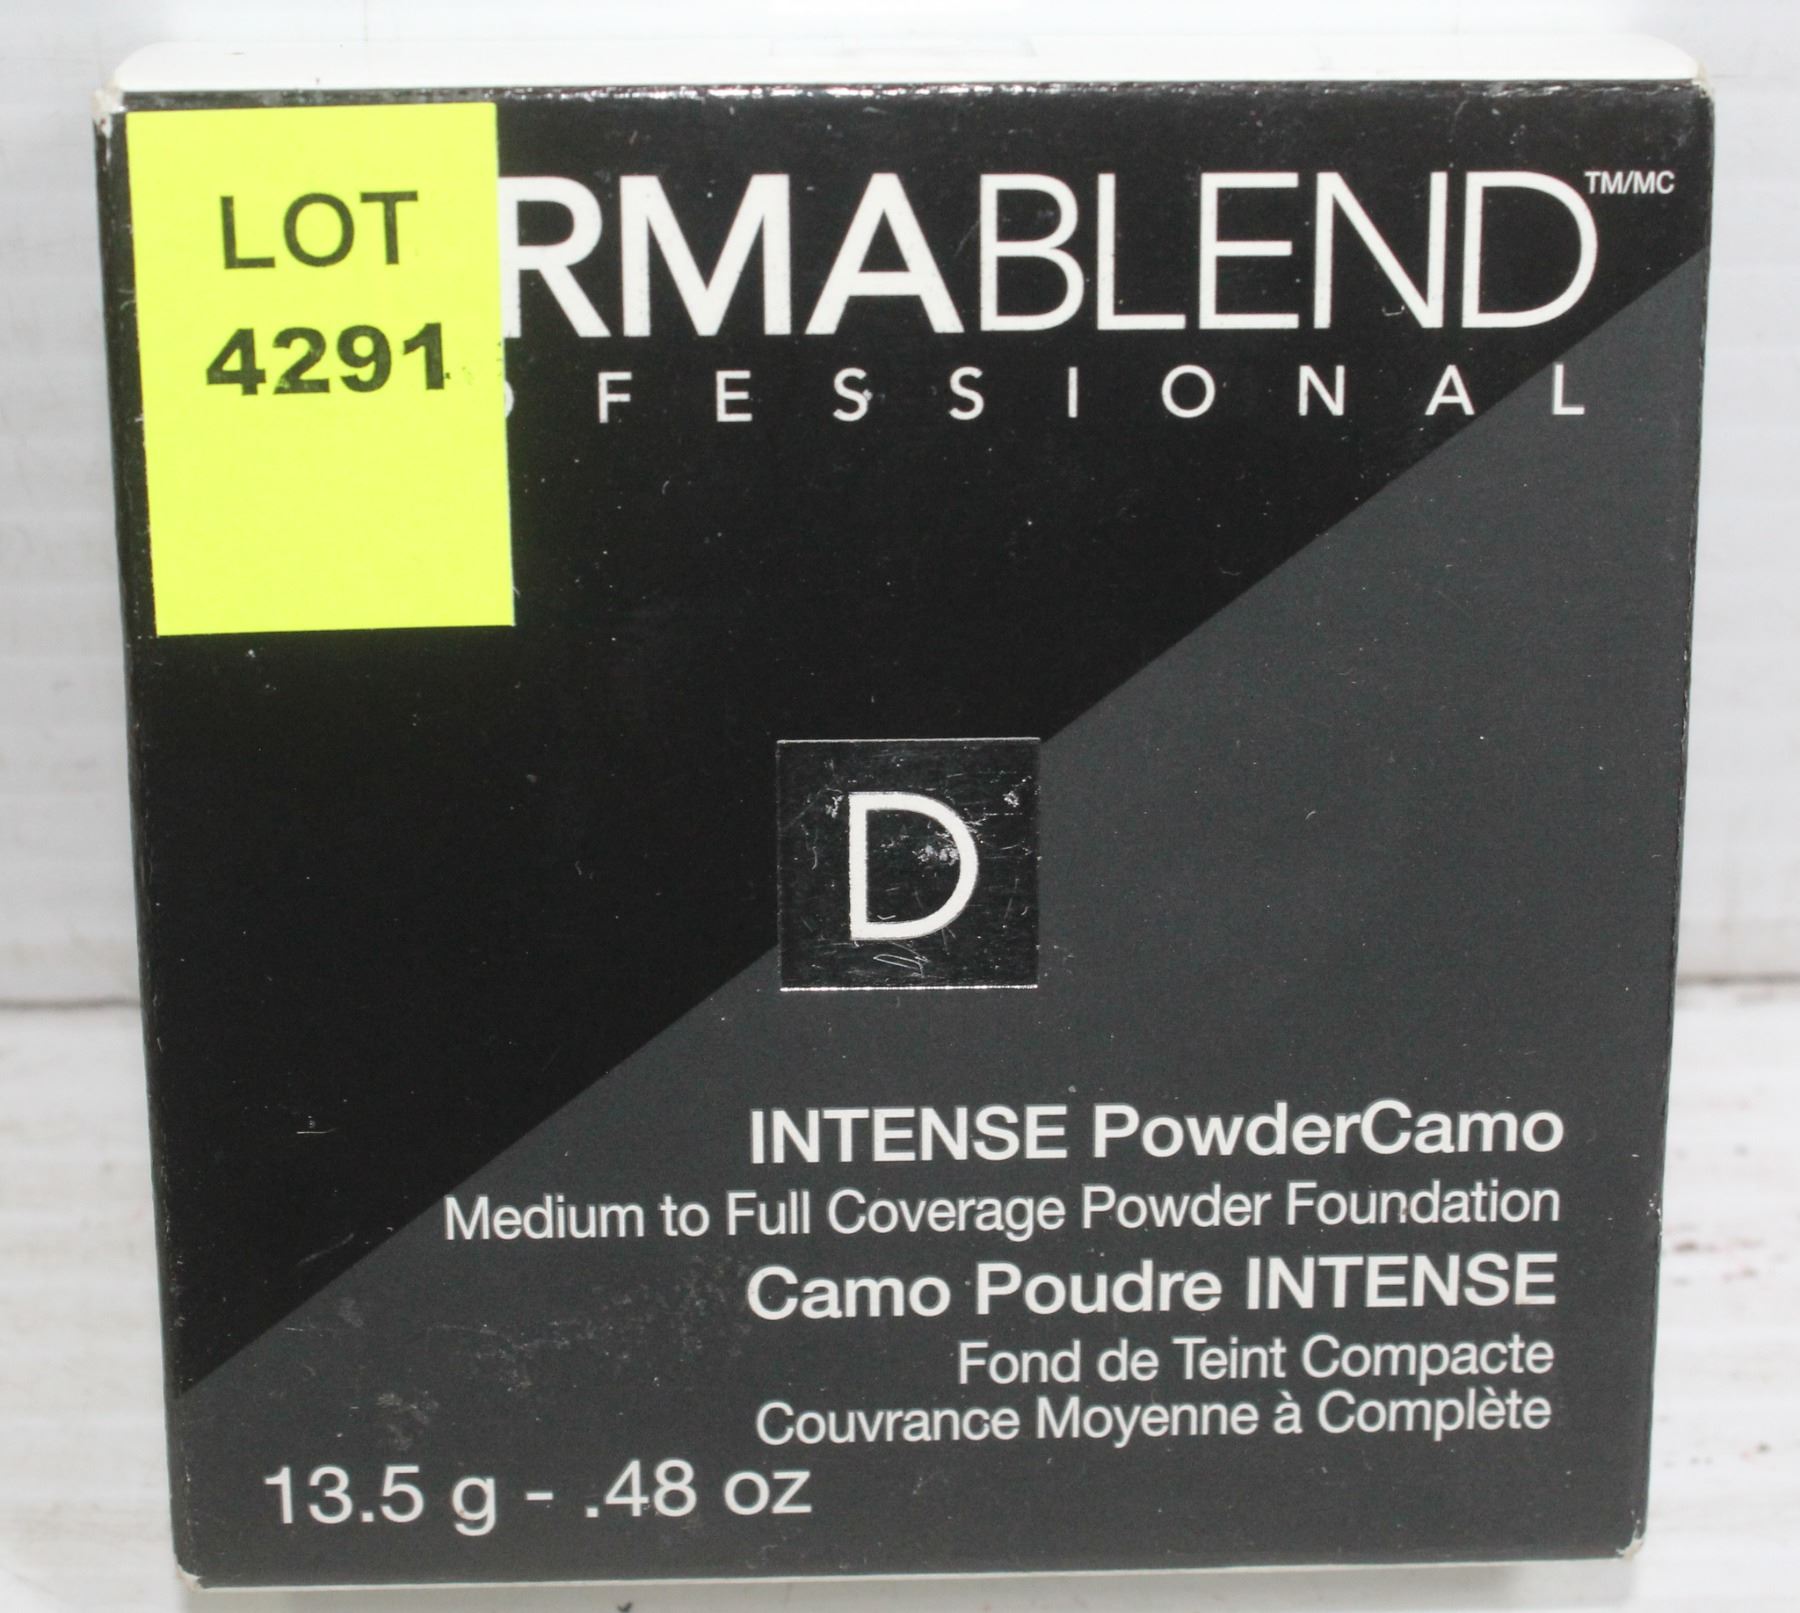 LOT
4291
RMABLEND™/MC
FESSIONAL
D
INTENSE PowderCamo
Medium to Full Coverage Powder Foundation
Camo Poudre INTENSE
Fond de Teint Compacte
Couvrance Moyenne à Complète
13.5 g - .48 oz